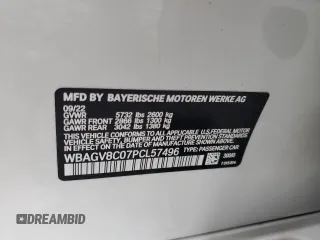 MFD BY BAYERISCHE MOTOREN WERKE AG
09/22
GVWR 5732 lbs 2600 kg
GAWR FRONT 2866 lbs 1300 kg
GAWR REAR 3042 lbs 1380 kg
THIS VEHICLE CONFORMS TO ALL APPLICABLE FEDERAL
MOTOR VEHICLE SAFETY, BUMPER, AND THEFT PREVENTION
STANDARDS IN EFFECT ON THE DATE OF MANUFACTURE
SHOWN ABOVE.
WBAGV8C07PCL57496
TYPE: PASSENGER CAR
DREAMBID